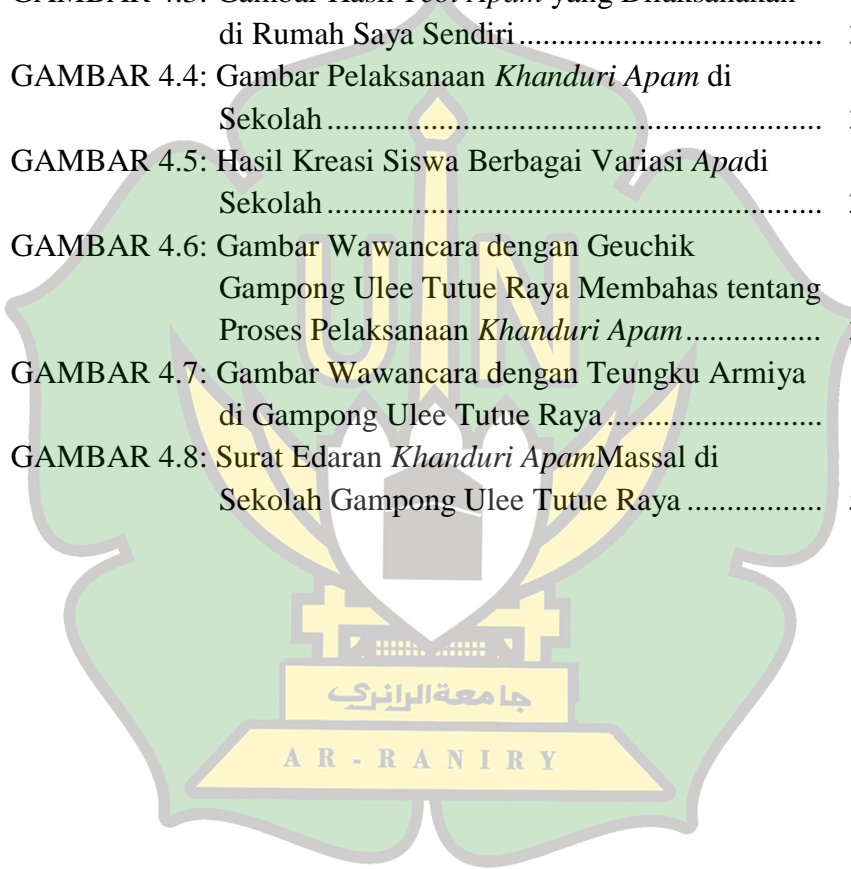 di Rumah Saya Sendiri ......................................
GAMBAR 4.4: Gambar Pelaksanaan Khanduri Apam di
Sekolah ..............................................................
GAMBAR 4.5: Hasil Kreasi Siswa Berbagai Variasi Apadi
Sekolah ..............................................................
GAMBAR 4.6: Gambar Wawancara dengan Geuchik
Gampong Ulee Tutue Raya Membahas tentang
Proses Pelaksanaan Khanduri Apam .................
GAMBAR 4.7: Gambar Wawancara dengan Teungku Armiya
di Gampong Ulee Tutue Raya ...........................
GAMBAR 4.8: Surat Edaran Khanduri ApamMassal di
Sekolah Gampong Ulee Tutue Raya .................
UIN
جامعة الرانري
AR-RANIRY